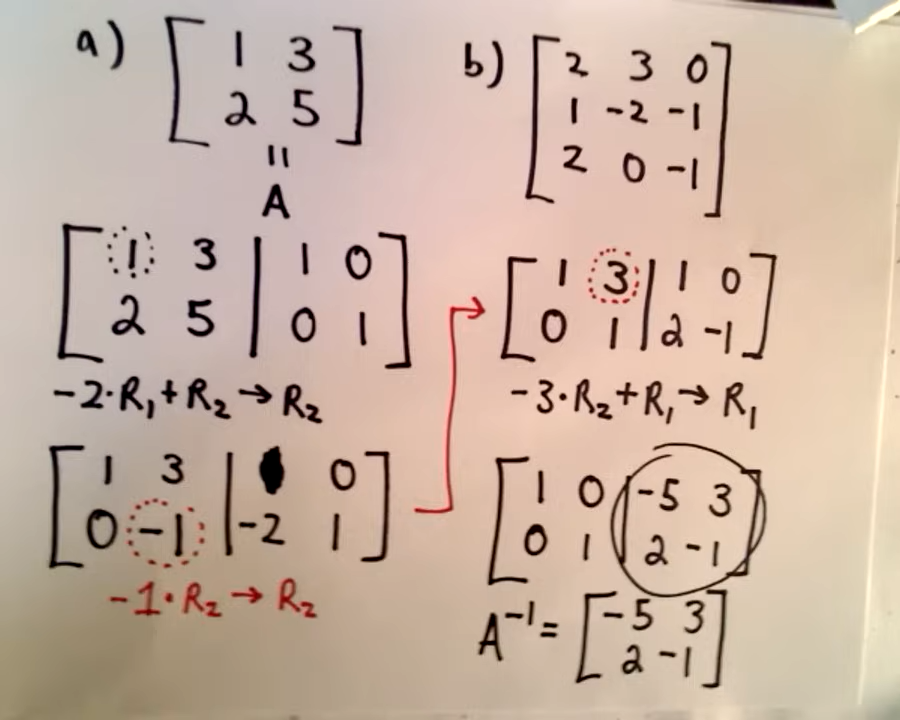 a) [ 1 3
2 5 ]
=
A
b) [ 2 3 0
1 -2 -1
2 0 -1 ]
[ 1 3 | 1 0
2 5 | 0 1 ]
-2·R₁+R₂→R₂
[ 1 3 | 0
0 -1 | -2 1 ]
-1·R₂→R₂
[ 1 3 | 1 0
0 1 | 2 -1 ]
-3·R₂+R₁→R₁
[ 1 0 | -5 3
0 1 | 2 -1 ]
A⁻¹= [ -5 3
2 -1 ]